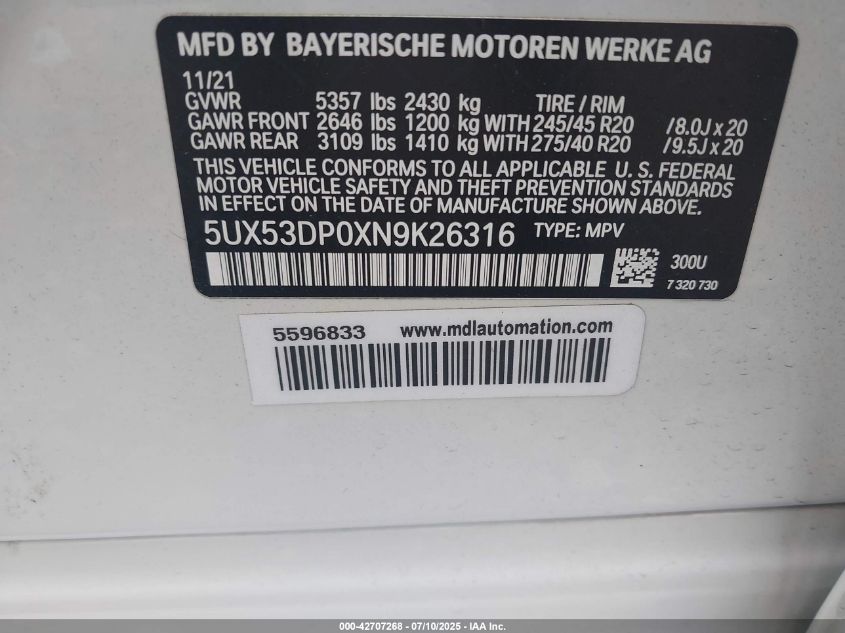 MFD BY BAYERISCHE MOTOREN WERKE AG
11/21
GVWR 5357 lbs 2430 kg TIRE / RIM
GAWR FRONT 2646 lbs 1200 kg WITH 245/45 R20 /8.0J x 20
GAWR REAR 3109 lbs 1410 kg WITH 275/40 R20 /9.5J x 20
THIS VEHICLE CONFORMS TO ALL APPLICABLE U. S. FEDERAL
MOTOR VEHICLE SAFETY AND THEFT PREVENTION STANDARDS
IN EFFECT ON THE DATE OF MANUFACTURE SHOWN ABOVE.
5UX53DP0XN9K26316 TYPE: MPV
300U
7 320 730
5596833 www.mdlautomation.com
000-42707268 - 07/10/2025 - IAA Inc.